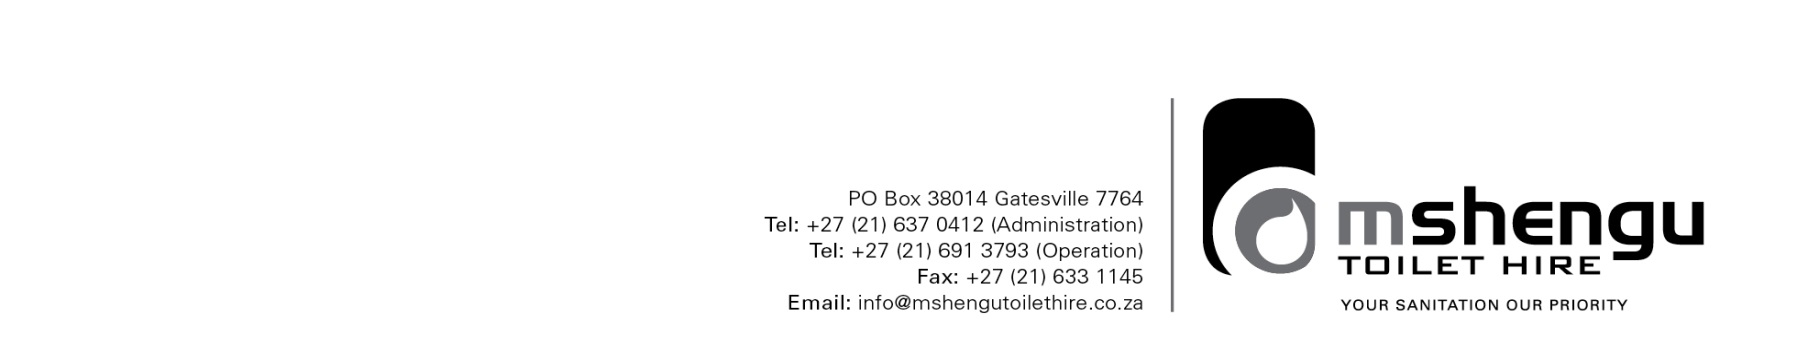 PO Box 38014 Gatesville 7764
Tel: +27 (21) 637 0412 (Administration)
Tel: +27 (21) 691 3793 (Operation)
Fax: +27 (21) 633 1145
Email: info@mshengutoilethire.co.za
mshengu
TOILET HIRE
YOUR SANITATION OUR PRIORITY